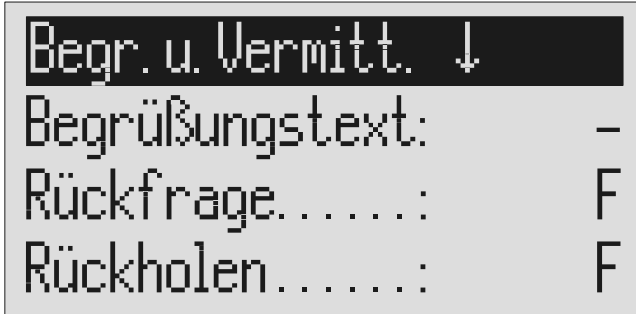 Begr. u. Vermitt. ↓
Begrüßungstext: –
Rückfrage......: F
Rückholen......: F